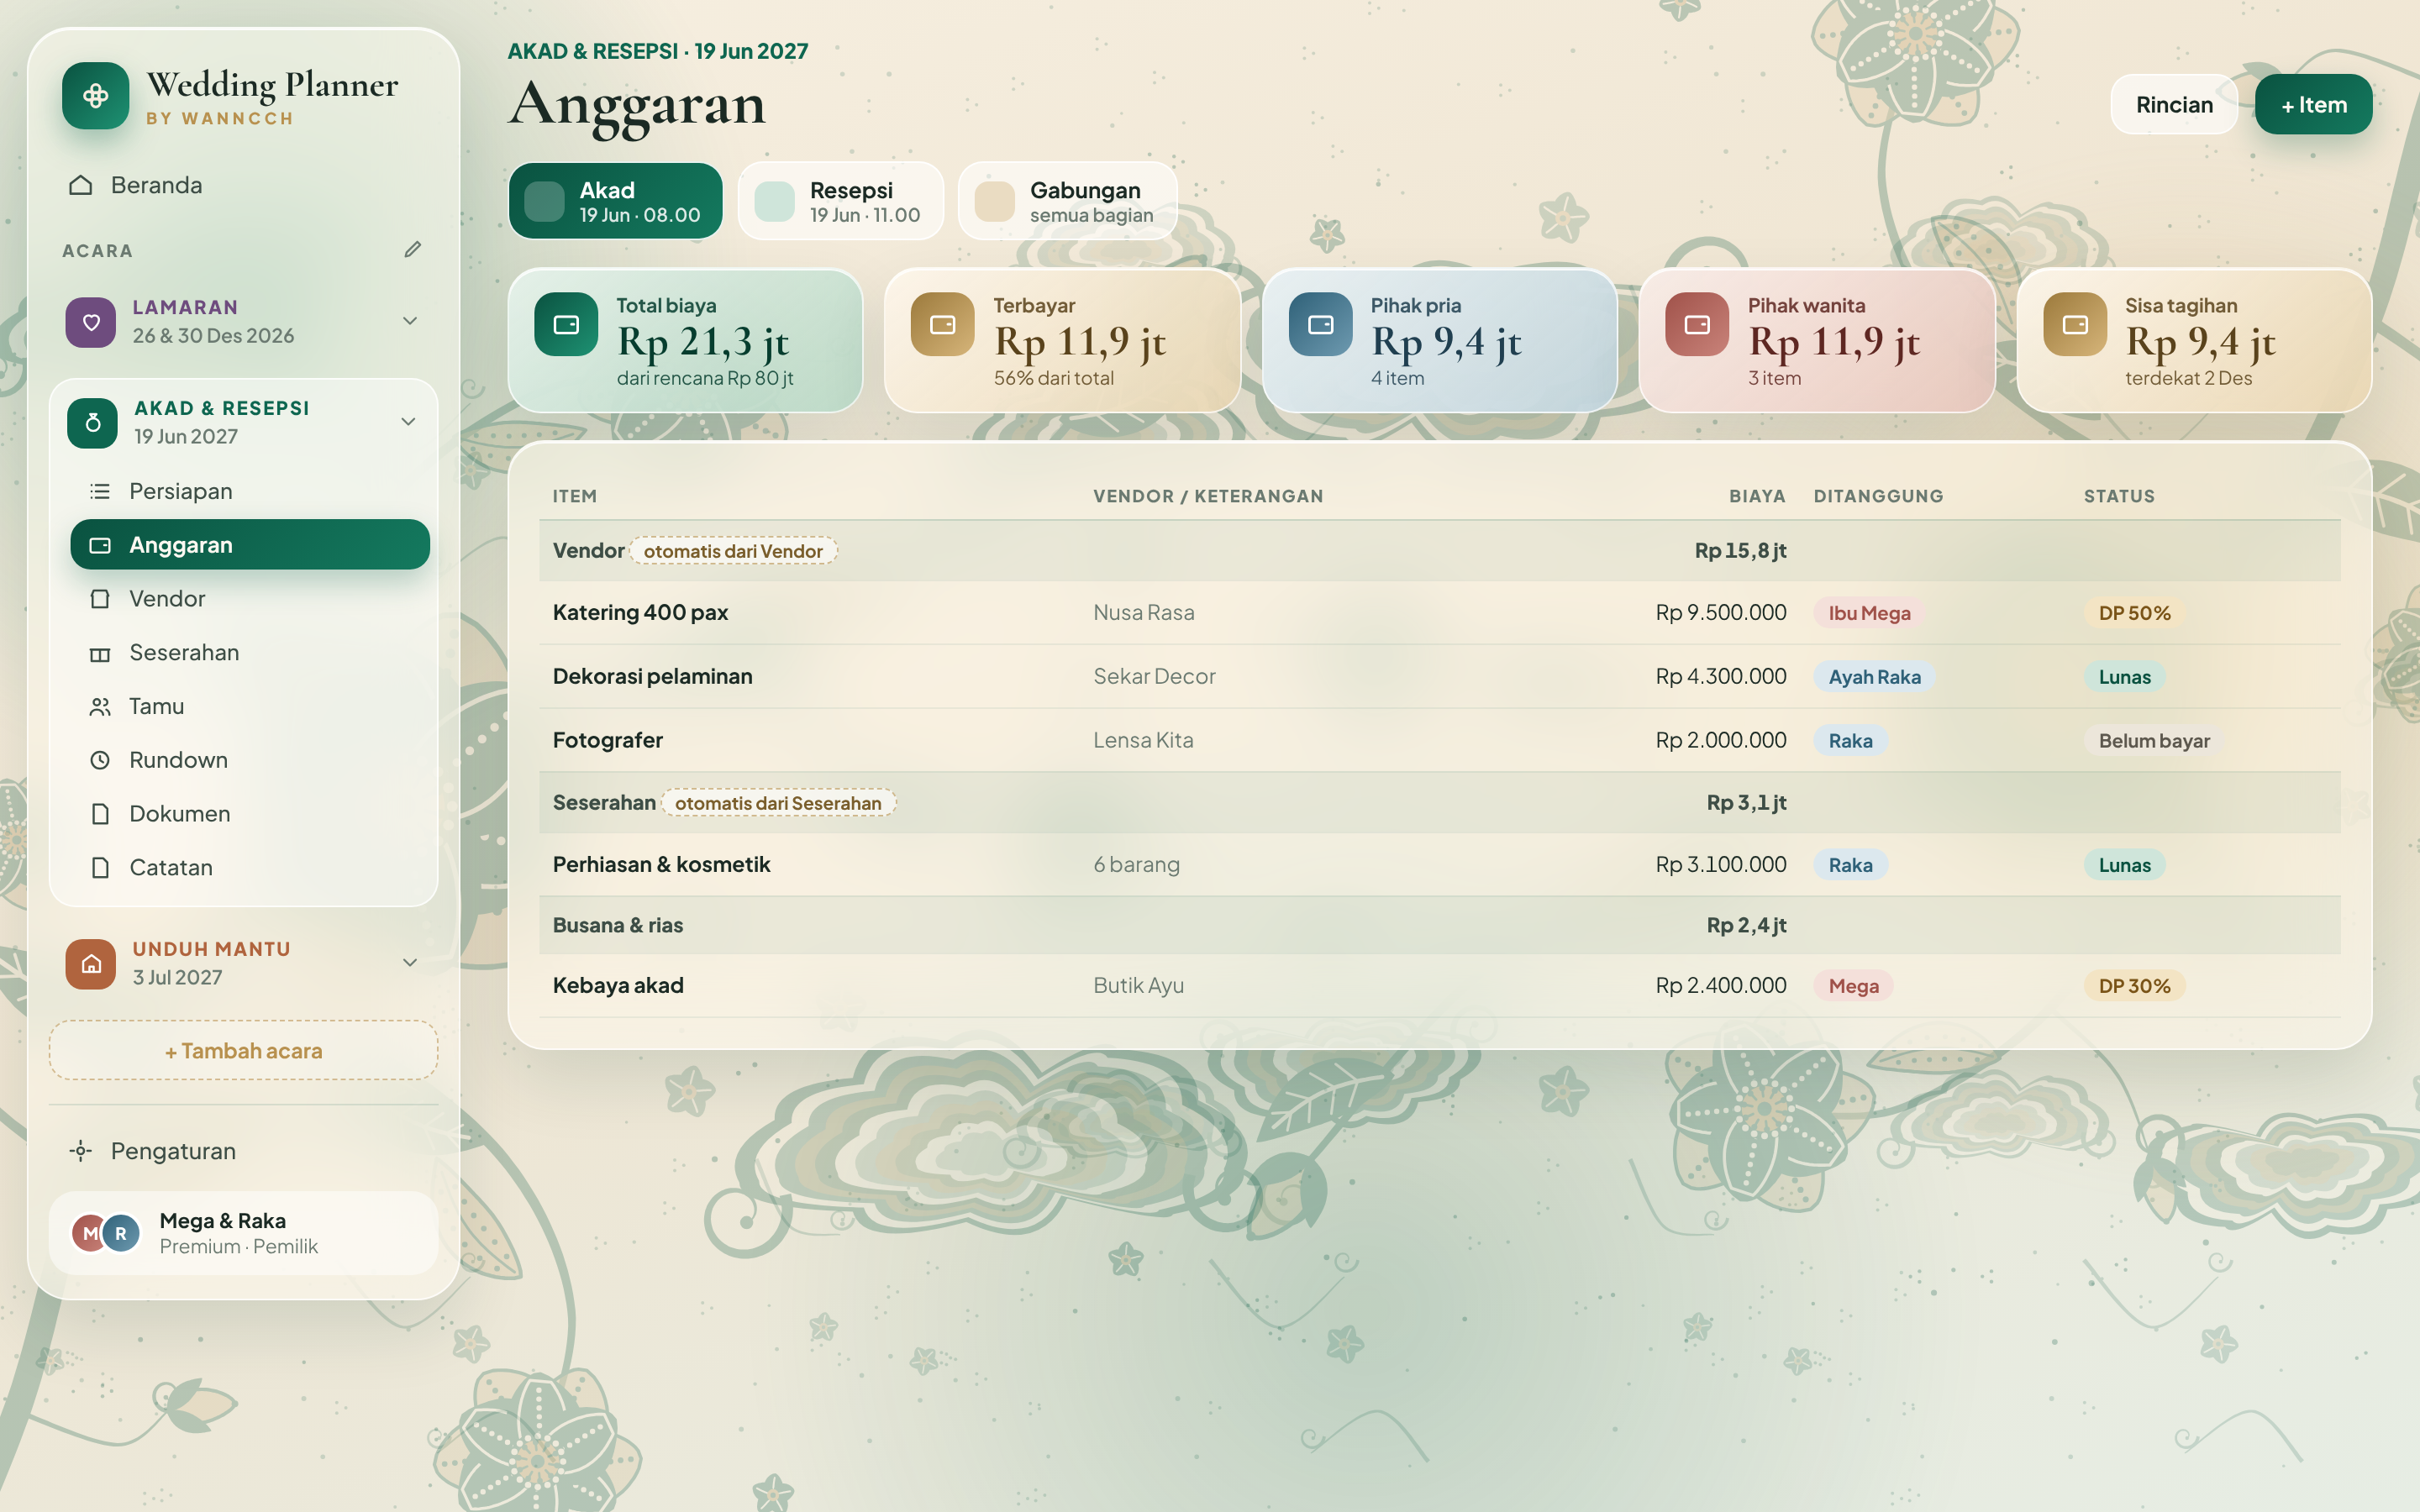 Wedding Planner
BY WANNCCH
Beranda
ACARA
LAMARAN
26 & 30 Des 2026
AKAD & RESEPSI
19 Jun 2027
Persiapan
Anggaran
Vendor
Seserahan
Tamu
Rundown
Dokumen
Catatan
UNDUH MANTU
3 Jul 2027
+ Tambah acara
Pengaturan
M R
Mega & Raka
Premium · Pemilik
AKAD & RESEPSI · 19 Jun 2027
Anggaran
Rincian
+ Item
Akad
19 Jun · 08.00
Resepsi
19 Jun · 11.00
Gabungan
semua bagian
Total biaya
Rp 21,3 jt
dari rencana Rp 80 jt
Terbayar
Rp 11,9 jt
56% dari total
Pihak pria
Rp 9,4 jt
4 item
Pihak wanita
Rp 11,9 jt
3 item
Sisa tagihan
Rp 9,4 jt
terdekat 2 Des
ITEM VENDOR / KETERANGAN BIAYA DITANGGUNG STATUS
Vendor otomatis dari Vendor Rp 15,8 jt
Katering 400 pax Nusa Rasa Rp 9.500.000 Ibu Mega DP 50%
Dekorasi pelaminan Sekar Decor Rp 4.300.000 Ayah Raka Lunas
Fotografer Lensa Kita Rp 2.000.000 Raka Belum bayar
Seserahan otomatis dari Seserahan Rp 3,1 jt
Perhiasan & kosmetik 6 barang Rp 3.100.000 Raka Lunas
Busana & rias Rp 2,4 jt
Kebaya akad Butik Ayu Rp 2.400.000 Mega DP 30%